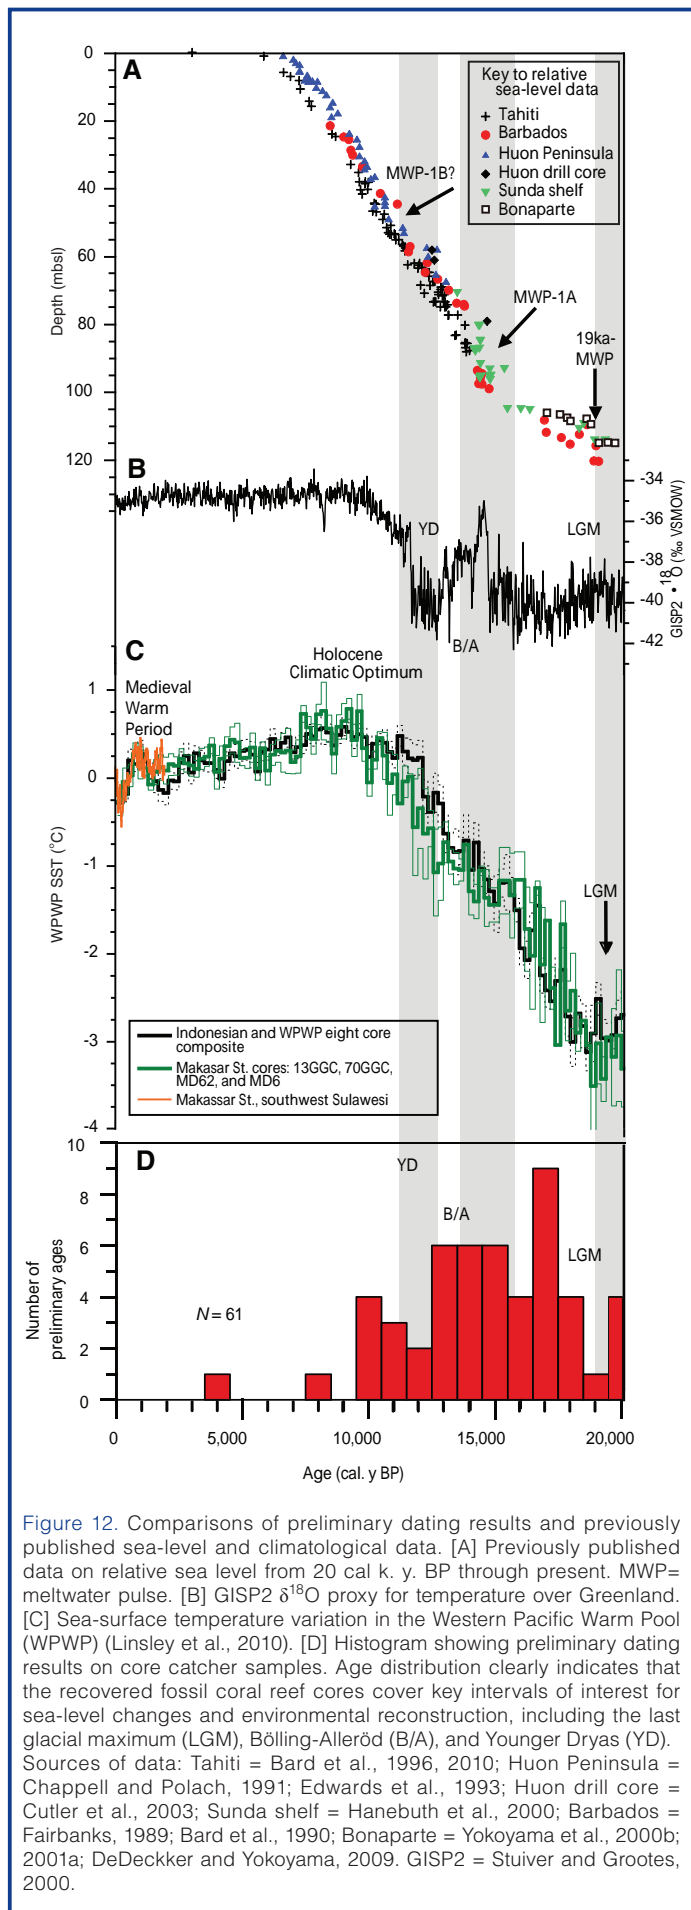 A
0
20
40
60
80
100
120
Depth (mbsl)
Key to relative
sea-level data
Tahiti
Barbados
Huon Peninsula
Huon drill core
Sunda shelf
Bonaparte
MWP-1B?
MWP-1A
19ka-
MWP
B
-34
-36
-38
-40
-42
GISP2 • 18O (‰ VSMOW)
YD
LGM
B/A
C
Holocene
Climatic Optimum
Medieval
Warm
Period
1
0
-1
-2
-3
-4
WPWP SST (°C)
LGM
Indonesian and WPWP eight core
composite
Makasar St. cores: 13GGC, 70GGC,
MD62, and MD6
Makassar St., southwest Sulawesi
D
10
8
6
4
2
0
Number of
preliminary ages
YD
B/A
LGM
N = 61
0
5,000
10,000
15,000
20,000
Age (cal. y BP)
Figure 12. Comparisons of preliminary dating results and previously
published sea-level and climatological data. [A] Previously published
data on relative sea level from 20 cal k. y. BP through present. MWP=
meltwater pulse. [B] GISP2 δ18O proxy for temperature over Greenland.
[C] Sea-surface temperature variation in the Western Pacific Warm Pool
(WPWP) (Linsley et al., 2010). [D] Histogram showing preliminary dating
results on core catcher samples. Age distribution clearly indicates that
the recovered fossil coral reef cores cover key intervals of interest for
sea-level changes and environmental reconstruction, including the last
glacial maximum (LGM), Bölling-Alleröd (B/A), and Younger Dryas (YD).
Sources of data: Tahiti = Bard et al., 1996, 2010; Huon Peninsula =
Chappell and Polach, 1991; Edwards et al., 1993; Huon drill core =
Cutler et al., 2003; Sunda shelf = Hanebuth et al., 2000; Barbados =
Fairbanks, 1989; Bard et al., 1990; Bonaparte = Yokoyama et al., 2000b;
2001a; DeDeckker and Yokoyama, 2009. GISP2 = Stuiver and Grootes,
2000.